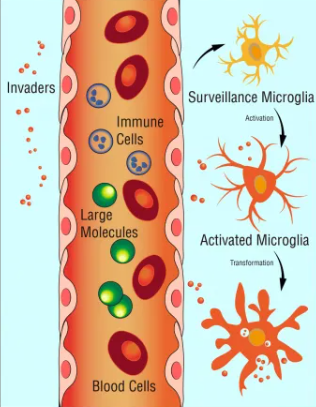 Invaders
Immune
Cells
Large
Molecules
Blood Cells
Surveillance Microglia
Activation
Activated Microglia
Transformation